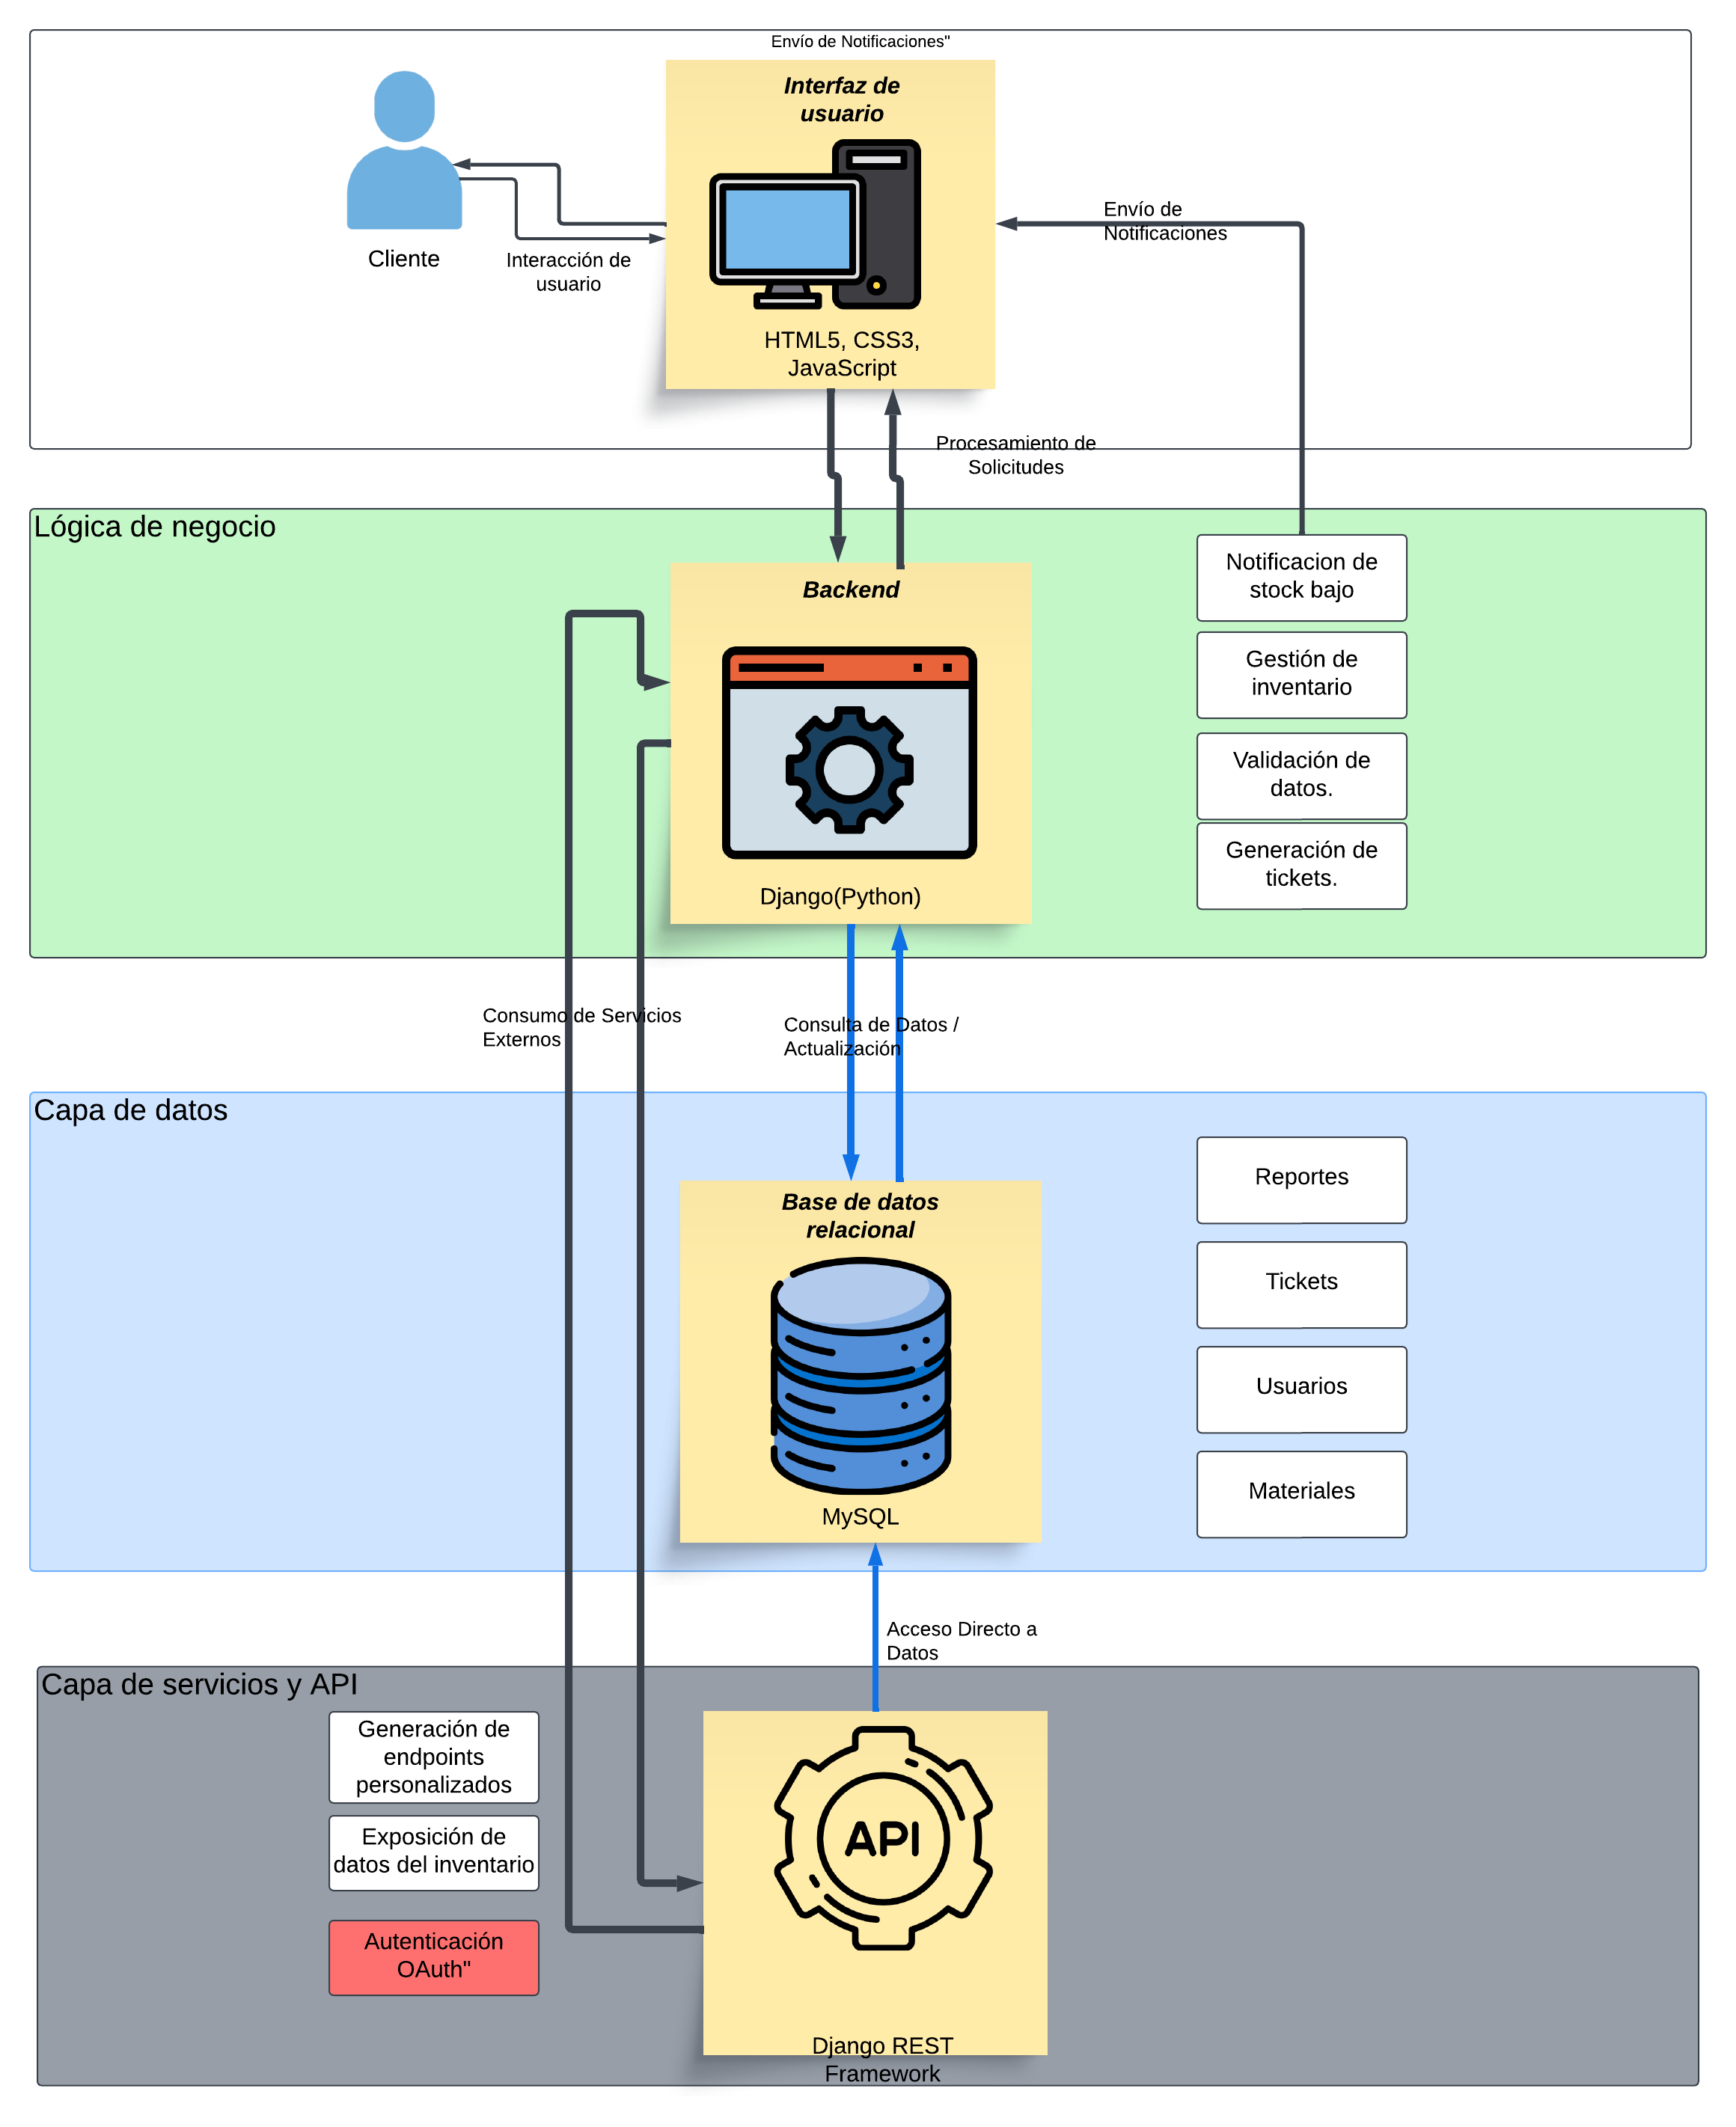 Envío de Notificaciones"
Interfaz de
usuario
Cliente
Interacción de
usuario
HTML5, CSS3,
JavaScript
Envío de
Notificaciones
Procesamiento de
Solicitudes
Lógica de negocio
Backend
Django(Python)
Notificacion de
stock bajo
Gestión de
inventario
Validación de
datos.
Generación de
tickets.
Consumo de Servicios
Externos
Consulta de Datos /
Actualización
Capa de datos
Base de datos
relacional
MySQL
Reportes
Tickets
Usuarios
Materiales
Acceso Directo a
Datos
Capa de servicios y API
Generación de
endpoints
personalizados
Exposición de
datos del inventario
Autenticación
OAuth"
API
Django REST
Framework